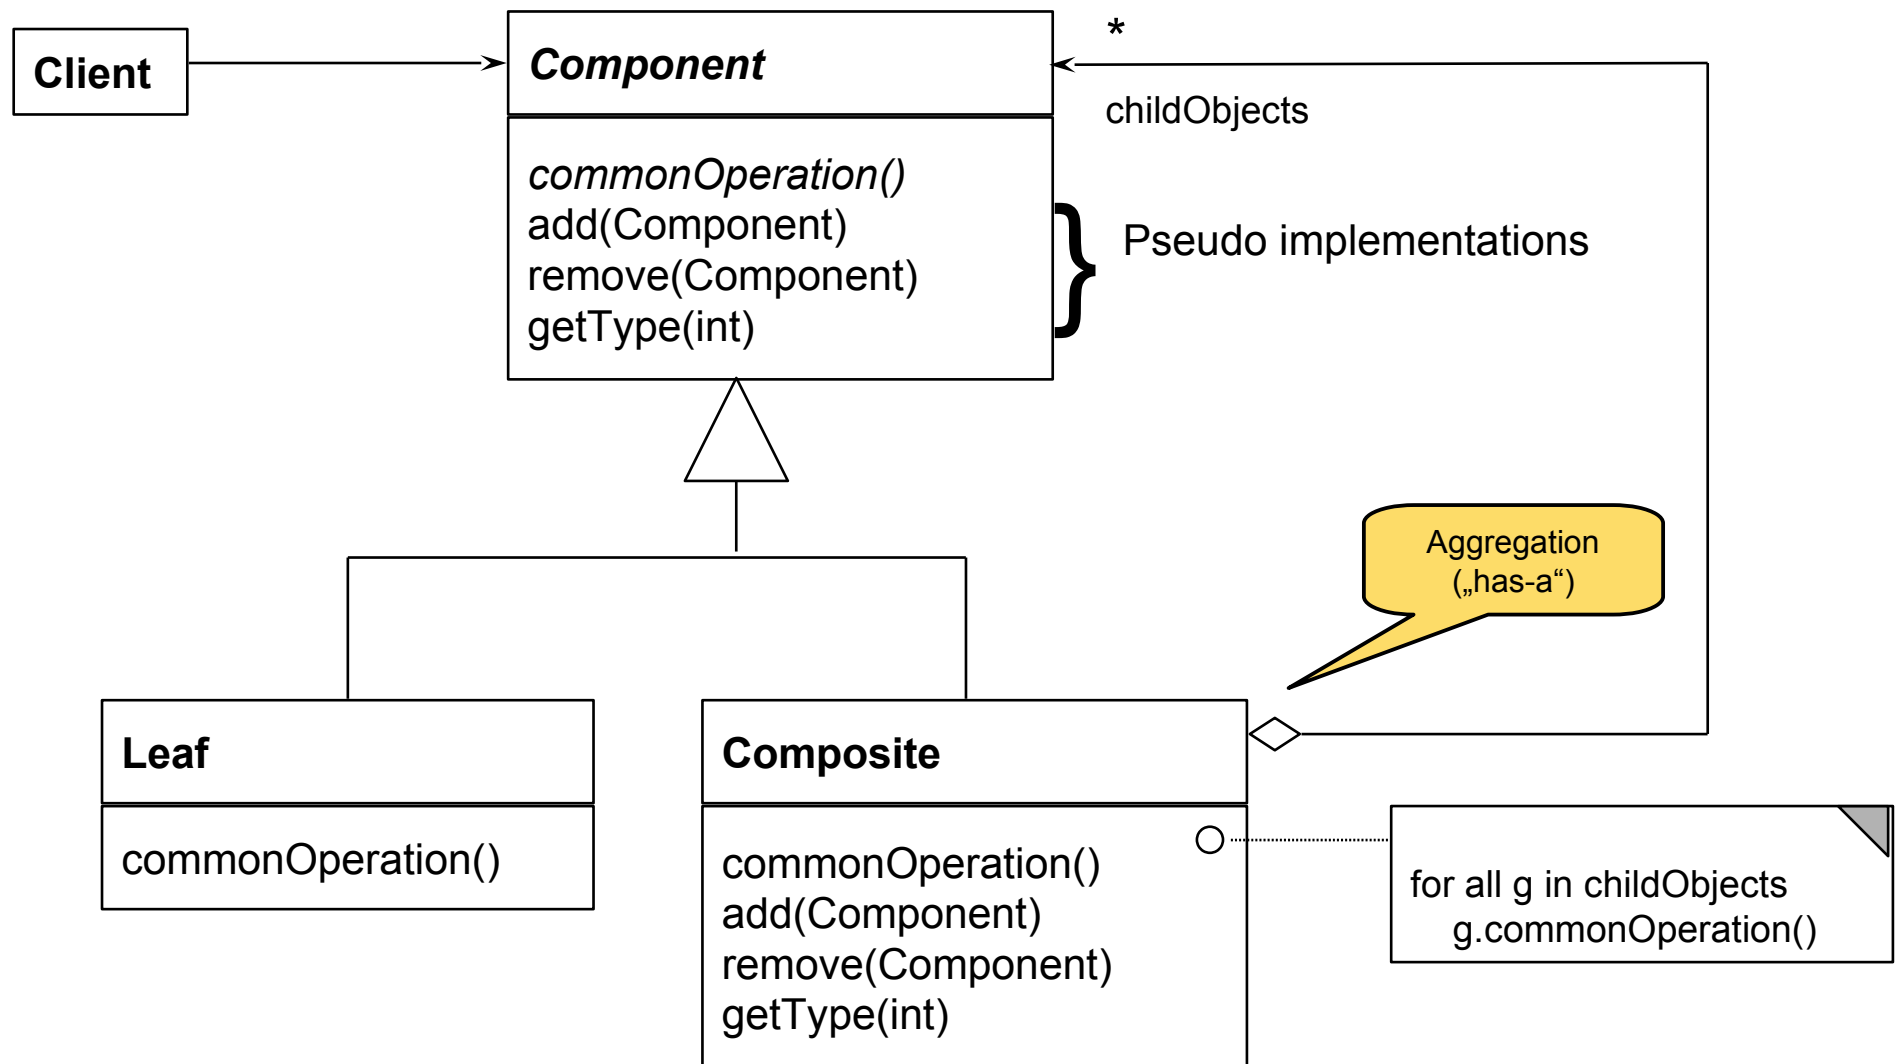 Client
Component
*
childObjects
commonOperation()
add(Component)
remove(Component)
getType(int)
Pseudo implementations
Aggregation
(„has-a“)
Leaf
commonOperation()
Composite
commonOperation()
add(Component)
remove(Component)
getType(int)
for all g in childObjects
g.commonOperation()